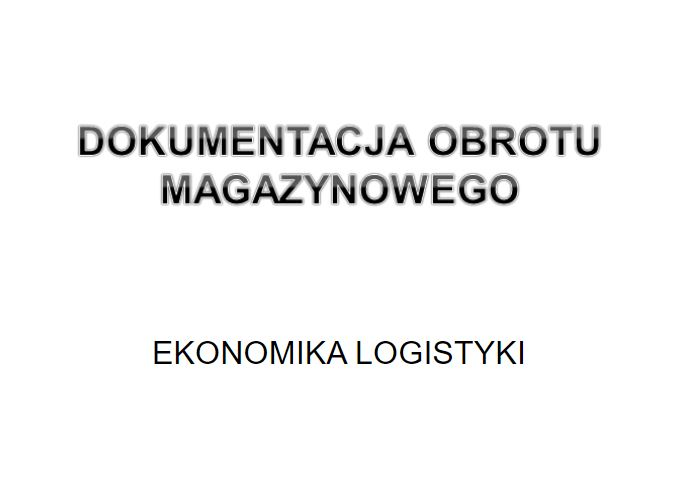 DOKUMENTACJA OBROTU
MAGAZYNOWEGO
EKONOMIKA LOGISTYKI